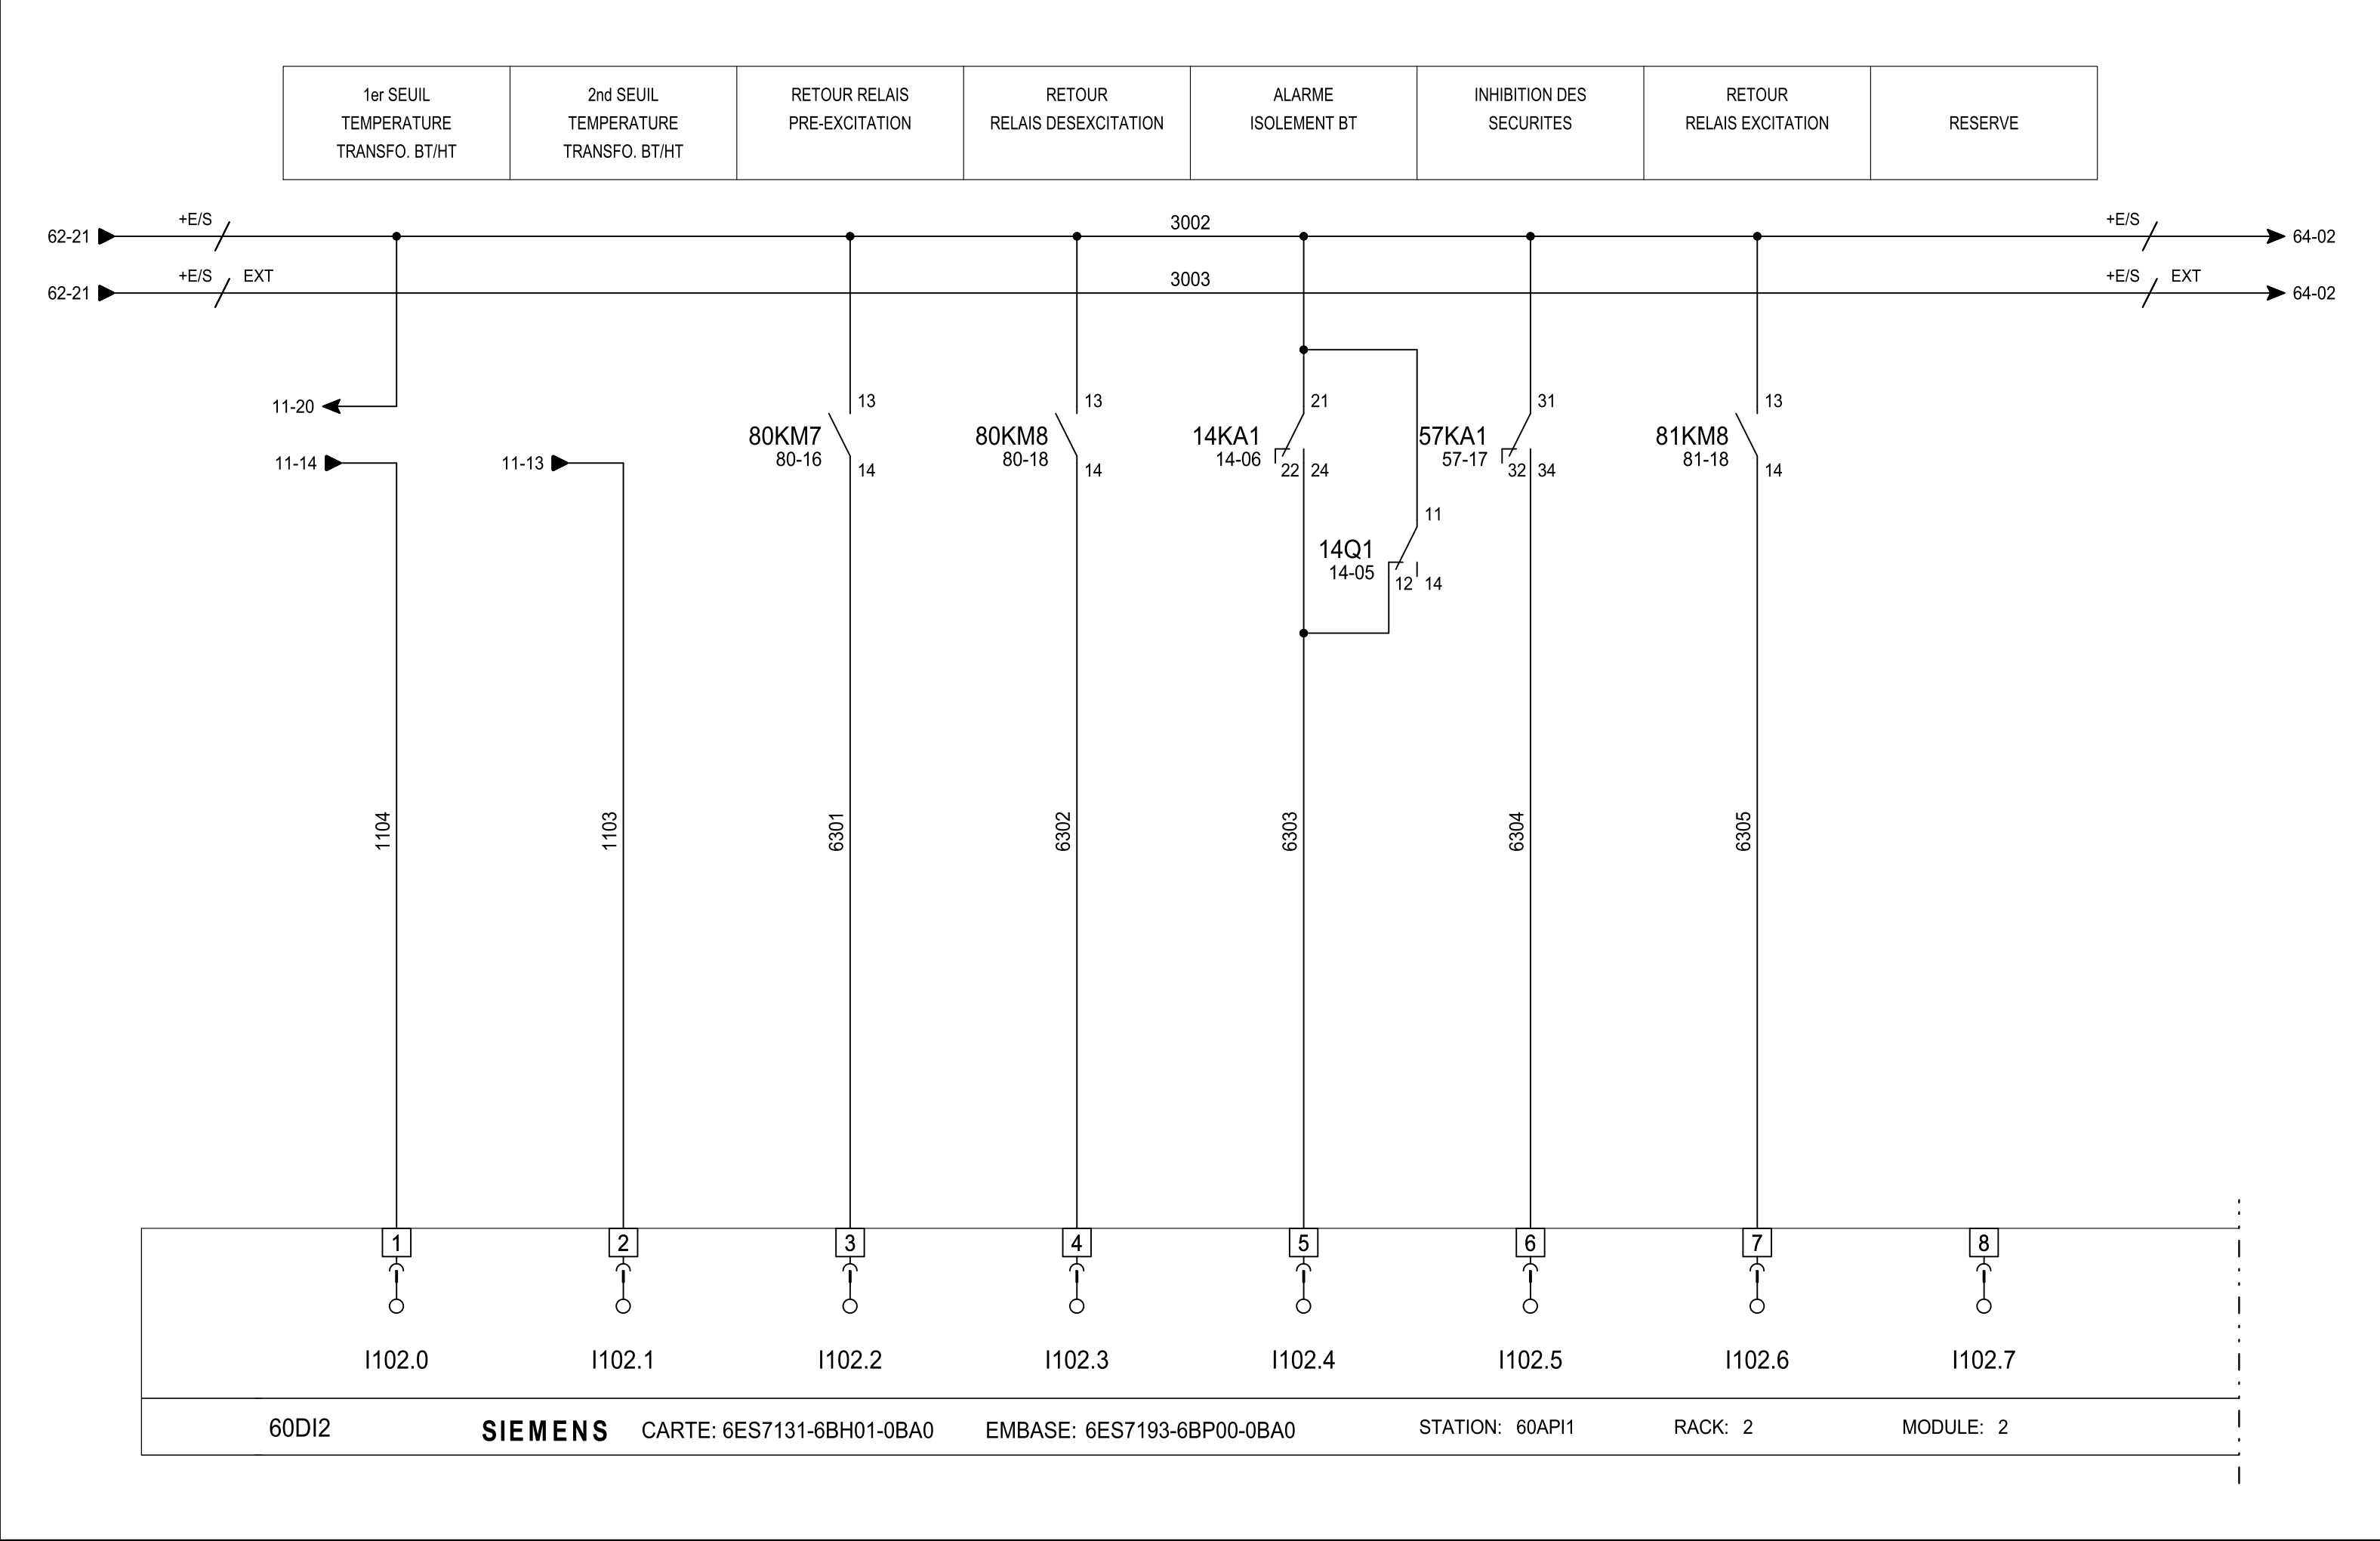 1er SEUIL
TEMPERATURE
TRANSFO. BT/HT
2nd SEUIL
TEMPERATURE
TRANSFO. BT/HT
RETOUR RELAIS
PRE-EXCITATION
RETOUR
RELAIS DESEXCITATION
ALARME
ISOLEMENT BT
INHIBITION DES
SECURITES
RETOUR
RELAIS EXCITATION
RESERVE
62-21
+E/S
3002
+E/S
64-02
62-21
+E/S EXT
3003
+E/S EXT
64-02
11-20
11-14
11-13
13
80KM7
80-16
14
13
80KM8
80-18
14
21
14KA1
14-06
22 24
11
14Q1
14-05
12 14
31
57KA1
57-17
32 34
13
81KM8
81-18
14
1104
1103
6301
6302
6303
6304
6305
1 2 3 4 5 6 7 8
I102.0 I102.1 I102.2 I102.3 I102.4 I102.5 I102.6 I102.7
60DI2 SIEMENS CARTE: 6ES7131-6BH01-0BA0 EMBASE: 6ES7193-6BP00-0BA0 STATION: 60API1 RACK: 2 MODULE: 2